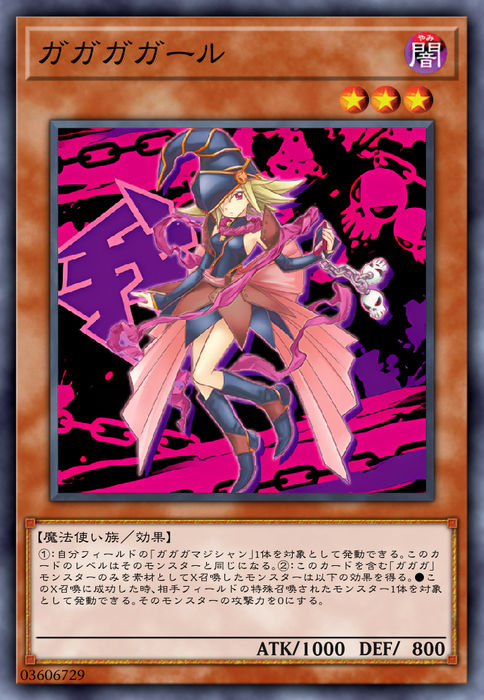 ガガガガール
やみ
闇
【魔法使い族／効果】
①：自分フィールドの「ガガガマジシャン」1体を対象として発動できる。このカ
ードのレベルはそのモンスターと同じになる。②：このカードを含む「ガガガ」
モンスターのみを素材としてX召喚したモンスターは以下の効果を得る。●こ
のX召喚に成功した時、相手フィールドの特殊召喚されたモンスター1体を対象
として発動できる。そのモンスターの攻撃力を0にする。
ATK/1000 DEF/ 800
03606729